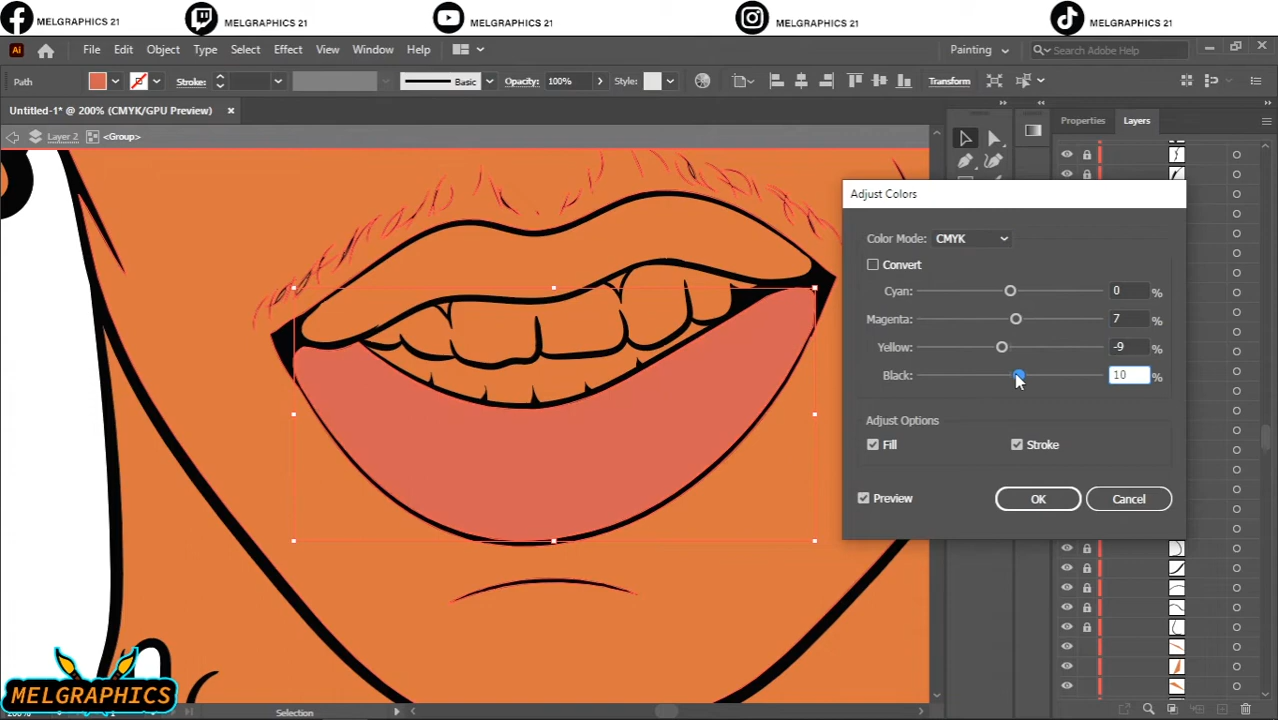 MELGRAPHICS 21 MELGRAPHICS 21 MELGRAPHICS 21 MELGRAPHICS 21 MELGRAPHICS 21
Ai File Edit Object Type Select Effect View Window Help Painting Search Adobe Help
Path Stroke: Basic Opacity: 100% Style: Transform
Untitled-1* @ 200% (CMYK/GPU Preview) Properties Layers
Layer 2 <Group>
Adjust Colors
Color Mode: CMYK
Convert
Cyan: 0 %
Magenta: 7 %
Yellow: -9 %
Black: 10 %
Adjust Options
Fill Stroke
Preview OK Cancel
MELGRAPHICS
Selection